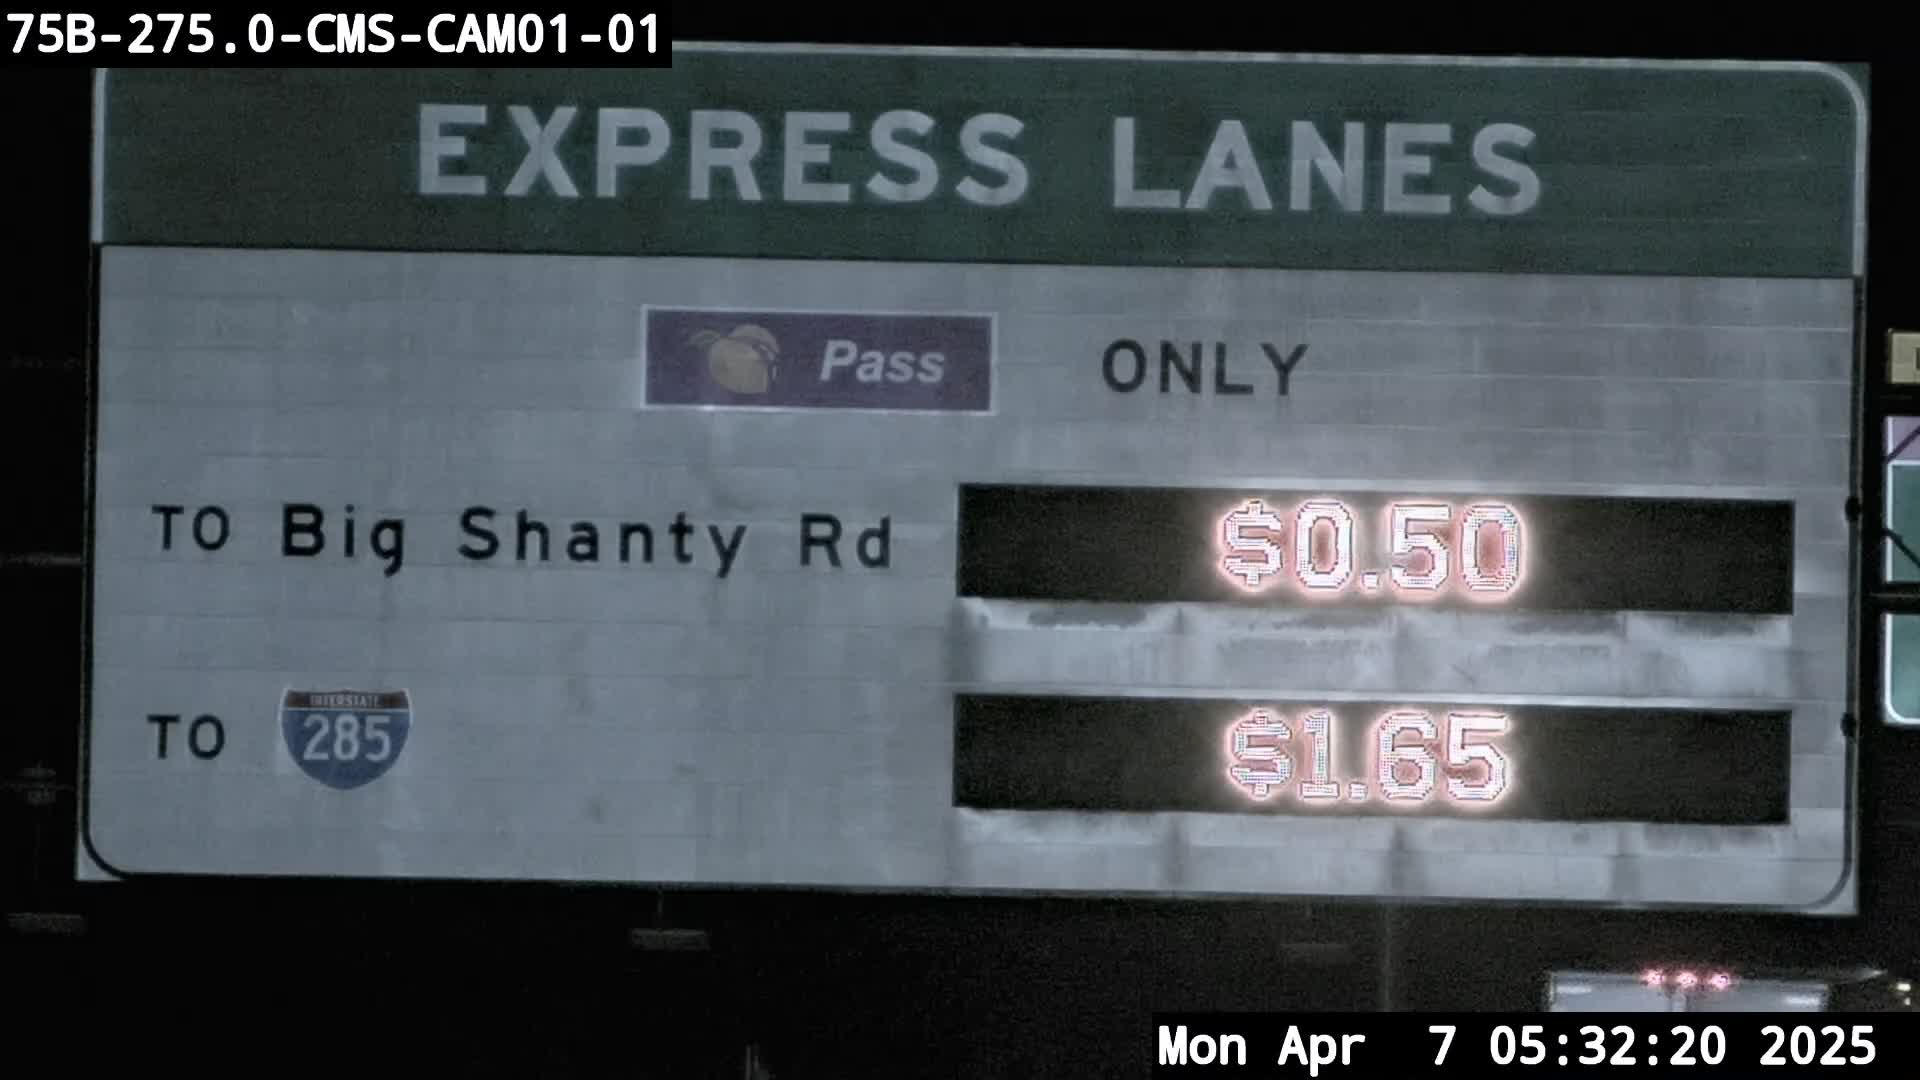 75B-275.0-CMS-CAM01-01
EXPRESS LANES
Pass ONLY
TO Big Shanty Rd $0.50
TO INTERSTATE 285 $1.65
Mon Apr 7 05:32:20 2025